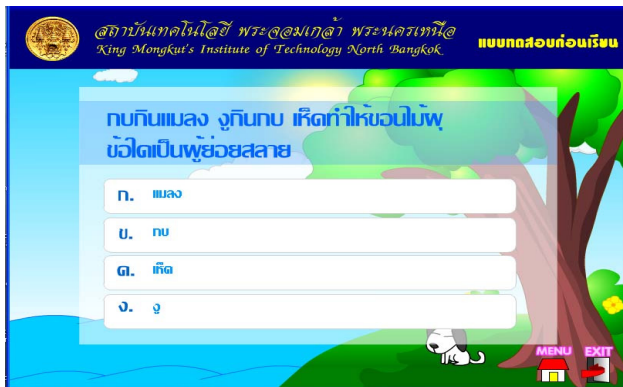 สถาบันเทคโนโลยี พระจอมเกล้า พระนครเหนือ
King Mongkut's Institute of Technology North Bangkok
แบบทดสอบก่อนเรียน
กบกินแมลง งูกินกบ เห็ดทำให้ขอนไม้ผุ
ข้อใดเป็นผู้ย่อยสลาย
ก. แมลง
ข. กบ
ค. เห็ด
ง. งู
MENU EXIT